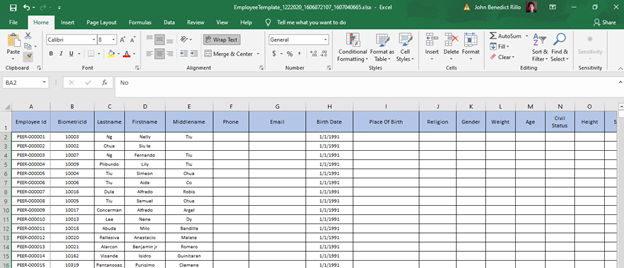 EmployeeTemplate_1222020_1606872107_1607040665.xlsx - Excel
John Benedict Rillo
File Home Insert Page Layout Formulas Data Review View Help Tell me what you want to do Share
Paste Calibri 8 Wrap Text General Conditional Formatting Format as Table Cell Styles Insert Delete Format AutoSum Fill Clear Sort & Filter Find & Select Sensitivity
B I U Merge & Center $ %
Clipboard Font Alignment Number Styles Cells Editing Sensitivity
BA2 fx No
A B C D E F G H I J K L M N O
1 Employee Id BiometricId Lastname Firstname Middlename Phone Email Birth Date Place Of Birth Religion Gender Weight Age Civil Status Height S
2 PEER-000001 10003 Ng Nelly Tiu 1/1/1991
3 PEER-000002 10002 Chua Siu le 1/1/1991
4 PEER-000003 10007 Ng Fernando Tiu 1/1/1991
5 PEER-000004 10009 Plibundo Lily Tiu 1/1/1991
6 PEER-000005 10004 Tiu Simeon Chua 1/1/1991
7 PEER-000006 10006 Tiu Aida Co 1/1/1991
8 PEER-000007 10016 Dula Alfredo Robis 1/1/1991
9 PEER-000008 10005 Tiu Samuel Chua 1/1/1991
10 PEER-000009 10017 Concerman Alfredo Argal 1/1/1991
11 PEER-000010 10013 Lee Nena Dy 1/1/1991
12 PEER-000011 10018 Abuda Milo Bandilla 1/1/1991
13 PEER-000012 10020 Rellesiva Anastacio Malate 1/1/1991
14 PEER-000013 10021 Alarcon Benjamin jr Romero 1/1/1991
15 PEER-000014 10162 Visande Isidro Guinitaran 1/1/1991
16 PEER-000015 10319 Pantanosas Purisimo Clemena 1/1/1991